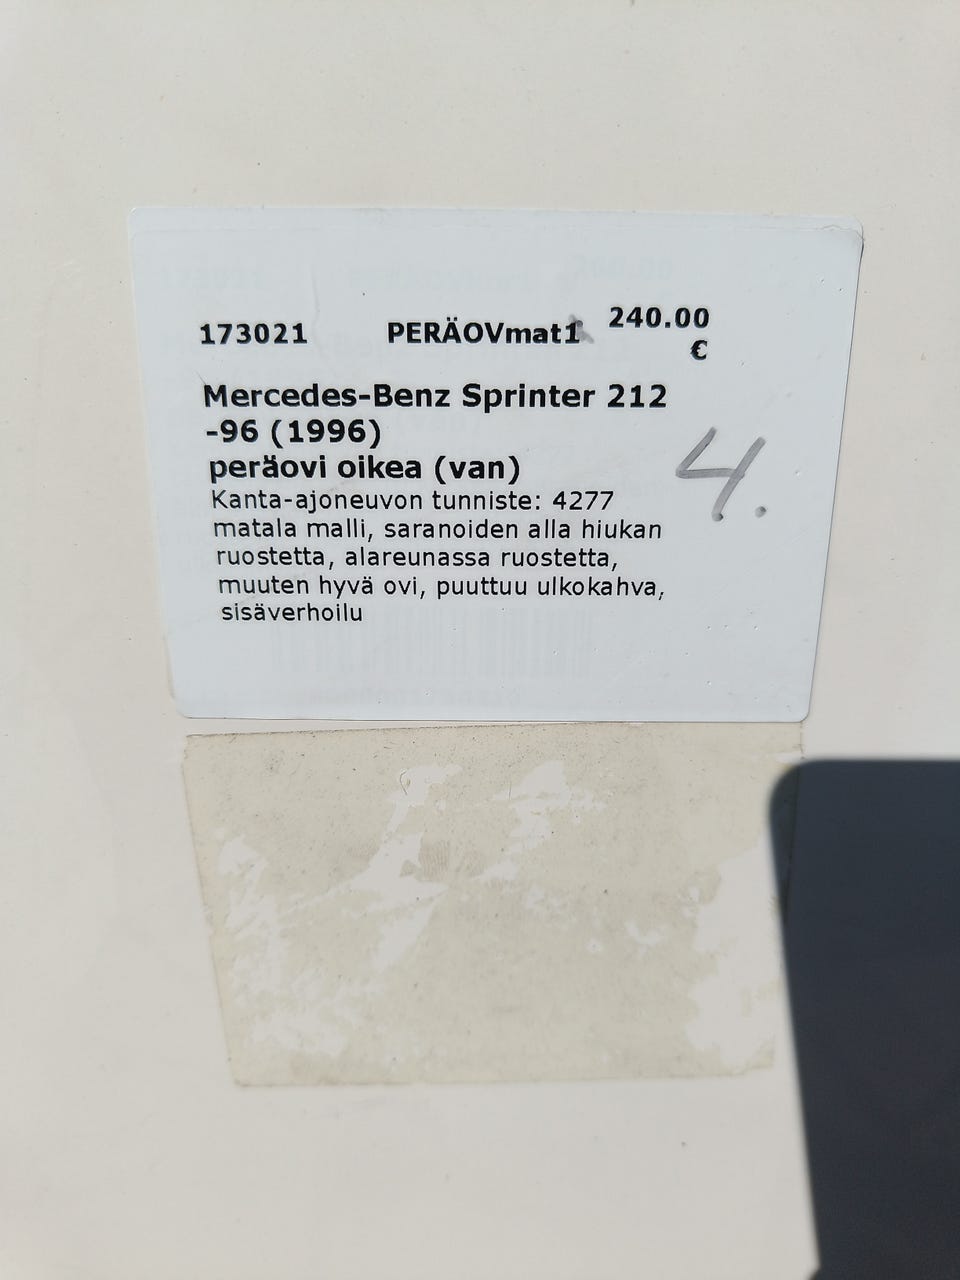 173021 PERÄOVmat1 240.00
€
Mercedes-Benz Sprinter 212
-96 (1996)
peräovi oikea (van)
4.
Kanta-ajoneuvon tunniste: 4277
matala malli, saranoiden alla hiukan
ruostetta, alareunassa ruostetta,
muuten hyvä ovi, puuttuu ulkokahva,
sisäverhoilu